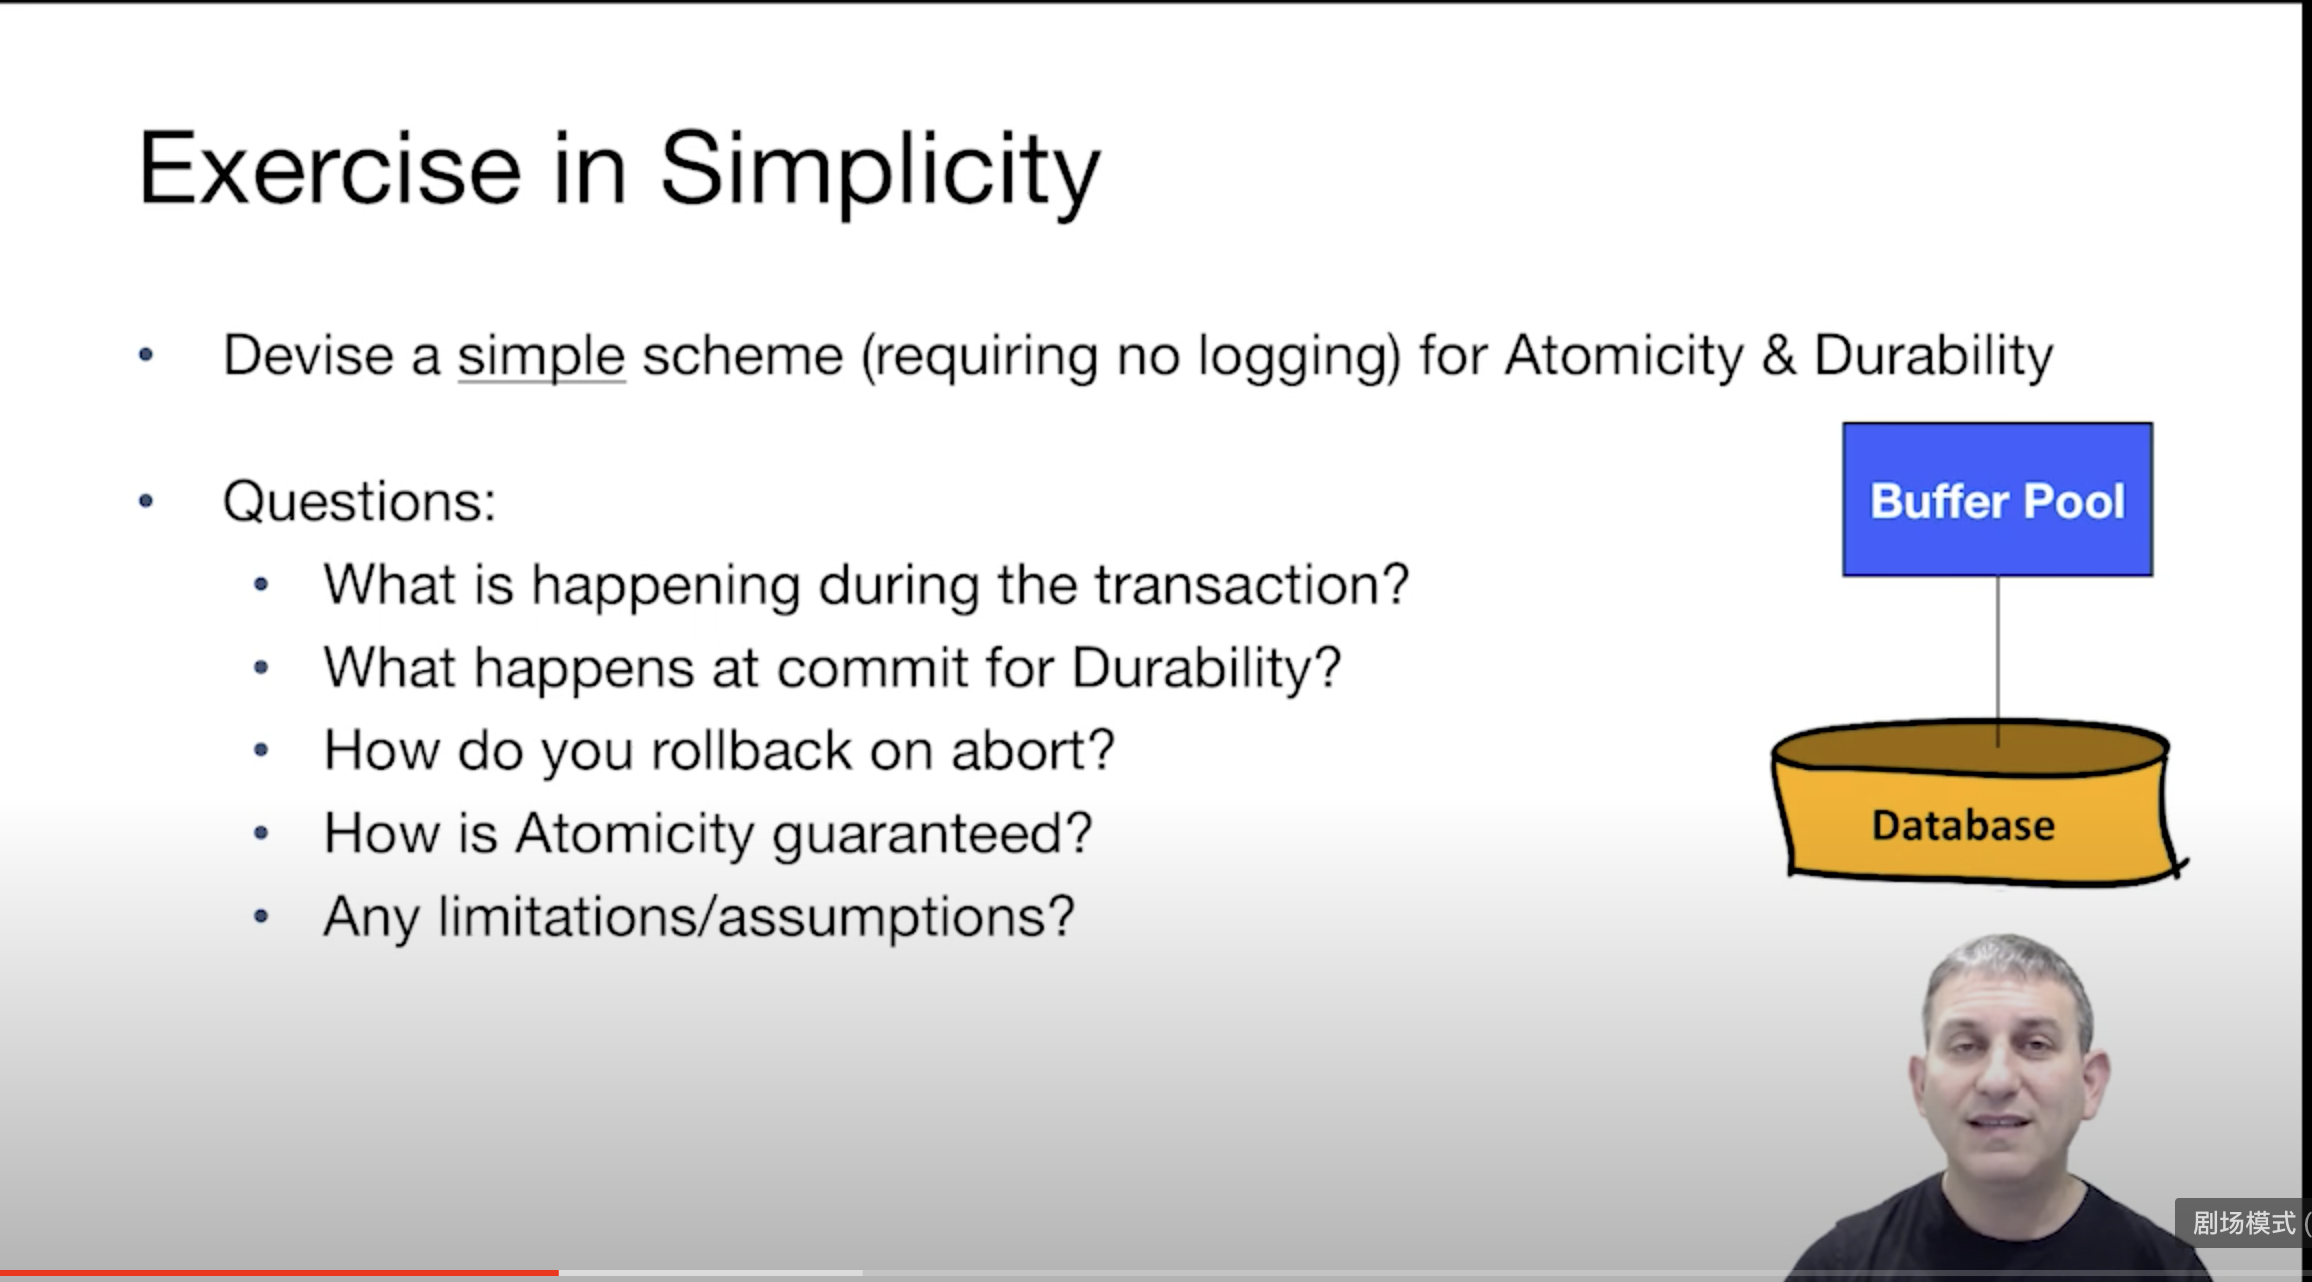 Exercise in Simplicity
• Devise a simple scheme (requiring no logging) for Atomicity & Durability
• Questions:
• What is happening during the transaction?
• What happens at commit for Durability?
• How do you rollback on abort?
• How is Atomicity guaranteed?
• Any limitations/assumptions?
Buffer Pool
Database
剧场模式 (